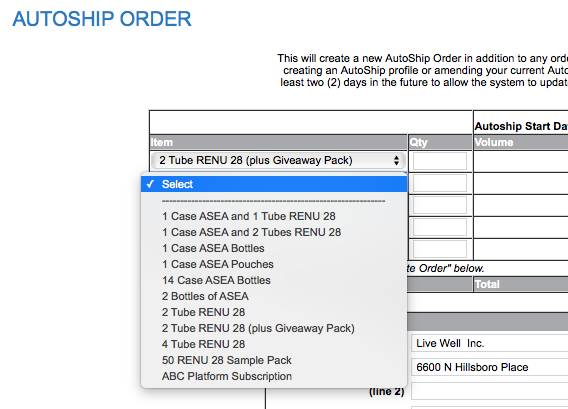 AUTOSHIP ORDER
This will create a new AutoShip Order in addition to any orde
creating an AutoShip profile or amending your current Auto
least two (2) days in the future to allow the system to updat
Autoship Start Da
Item Qty Volume
2 Tube RENU 28 (plus Giveaway Pack)
✓ Select
------------------------------------------------------------
1 Case ASEA and 1 Tube RENU 28
1 Case ASEA and 2 Tubes RENU 28
1 Case ASEA Bottles
1 Case ASEA Pouches
14 Case ASEA Bottles
2 Bottles of ASEA
2 Tube RENU 28
2 Tube RENU 28 (plus Giveaway Pack)
4 Tube RENU 28
50 RENU 28 Sample Pack
ABC Platform Subscription
te Order" below.
Total
Live Well Inc.
6600 N Hillsboro Place
(line 2)